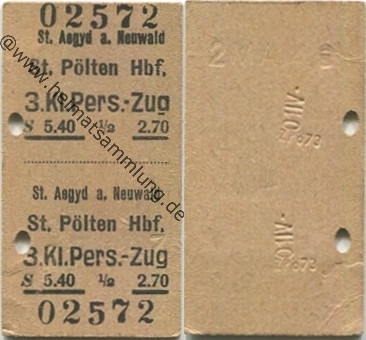 02572
St. Aegyd a. Neuwald
St. Pölten Hbf.
3.Kl.Pers.-Zug
S 5.40 ½ 2.70
St. Aegyd a. Neuwald
St. Pölten Hbf.
3.Kl.Pers.-Zug
S 5.40 ½ 2.70
02572
@www.heimatsammlung.de